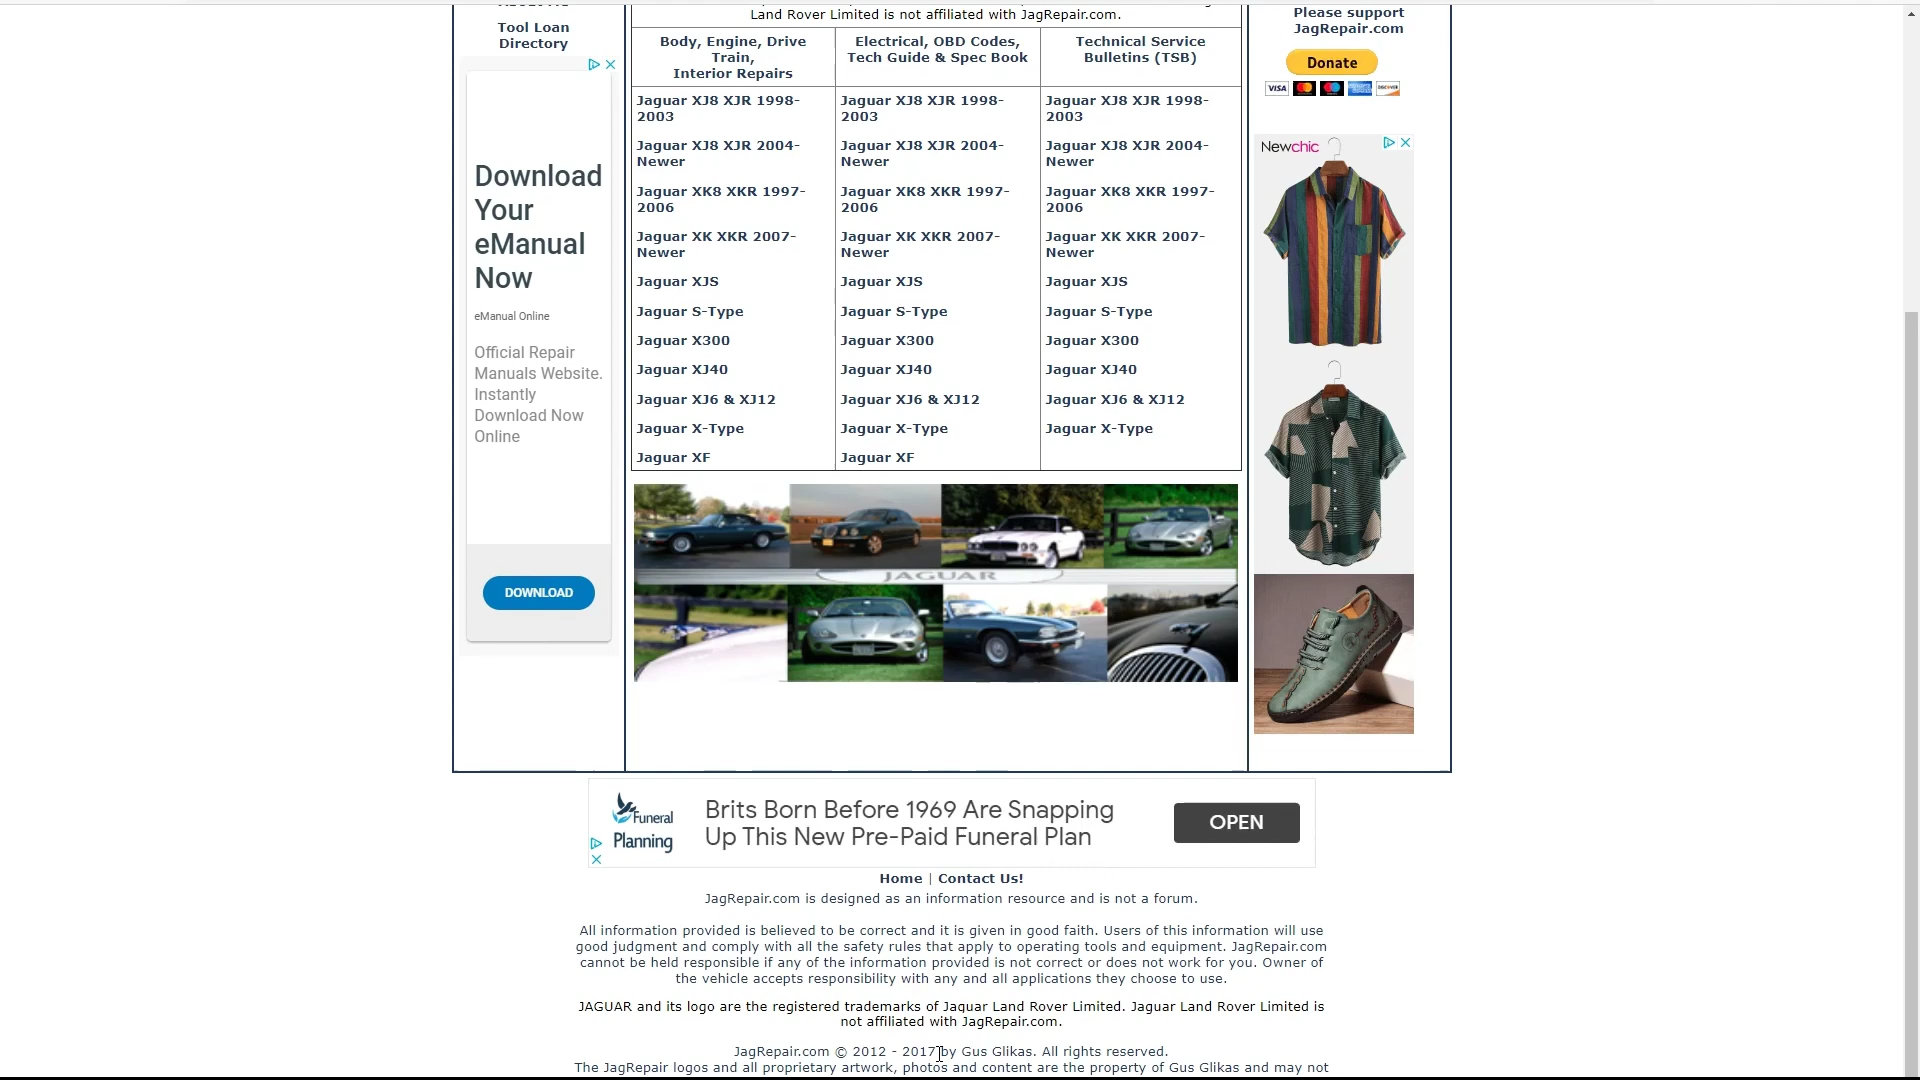 Tool Loan
Directory
Download
Your
eManual
Now
eManual Online
Official Repair
Manuals Website.
Instantly
Download Now
Online
DOWNLOAD
Land Rover Limited is not affiliated with JagRepair.com.
Body, Engine, Drive
Train,
Interior Repairs
Electrical, OBD Codes,
Tech Guide & Spec Book
Technical Service
Bulletins (TSB)
Jaguar XJ8 XJR 1998-
2003
Jaguar XJ8 XJR 1998-
2003
Jaguar XJ8 XJR 1998-
2003
Jaguar XJ8 XJR 2004-
Newer
Jaguar XJ8 XJR 2004-
Newer
Jaguar XJ8 XJR 2004-
Newer
Jaguar XK8 XKR 1997-
2006
Jaguar XK8 XKR 1997-
2006
Jaguar XK8 XKR 1997-
2006
Jaguar XK XKR 2007-
Newer
Jaguar XK XKR 2007-
Newer
Jaguar XK XKR 2007-
Newer
Jaguar XJS
Jaguar XJS
Jaguar XJS
Jaguar S-Type
Jaguar S-Type
Jaguar S-Type
Jaguar X300
Jaguar X300
Jaguar X300
Jaguar XJ40
Jaguar XJ40
Jaguar XJ40
Jaguar XJ6 & XJ12
Jaguar XJ6 & XJ12
Jaguar XJ6 & XJ12
Jaguar X-Type
Jaguar X-Type
Jaguar X-Type
Jaguar XF
Jaguar XF
JAGUAR
Please support
JagRepair.com
Donate
VISA
DISCOVER
Newchic
Funeral
Planning
Brits Born Before 1969 Are Snapping
Up This New Pre-Paid Funeral Plan
OPEN
Home | Contact Us!
JagRepair.com is designed as an information resource and is not a forum.
All information provided is believed to be correct and it is given in good faith. Users of this information will use
good judgment and comply with all the safety rules that apply to operating tools and equipment. JagRepair.com
cannot be held responsible if any of the information provided is not correct or does not work for you. Owner of
the vehicle accepts responsibility with any and all applications they choose to use.
JAGUAR and its logo are the registered trademarks of Jaguar Land Rover Limited. Jaguar Land Rover Limited is
not affiliated with JagRepair.com.
JagRepair.com © 2012 - 2017 by Gus Glikas. All rights reserved.
The JagRepair logos and all proprietary artwork, photos and content are the property of Gus Glikas and may not